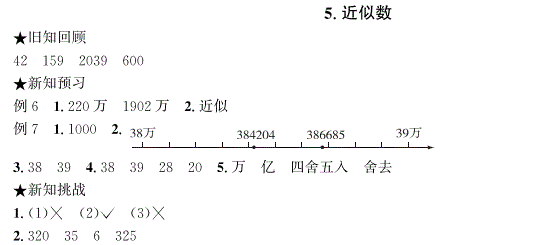 5. 近似数
★旧知回顾
42 159 2039 600
★新知预习
例 6 1. 220 万 1902 万 2. 近似
例 7 1. 1000 2. 38万 384204 386685 39万
3. 38 39 4. 38 39 28 20 5. 万 亿 四舍五入 舍去
★新知挑战
1. (1)╳ (2)✓ (3)╳
2. 320 35 6 325